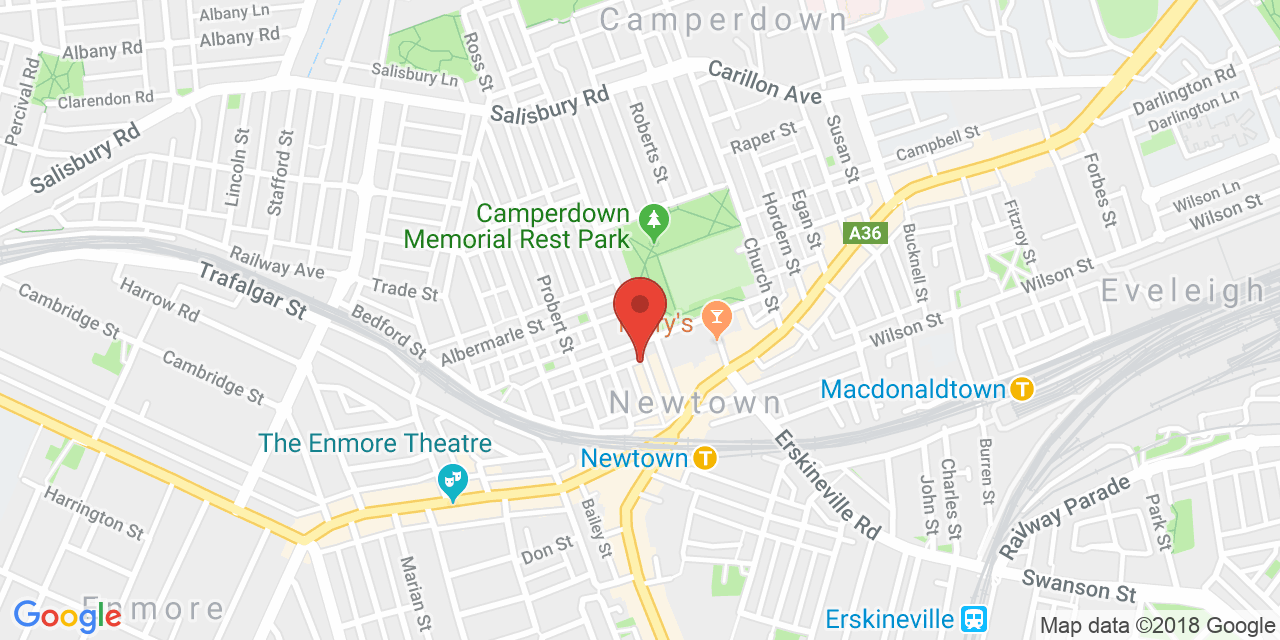 Albany Ln
Albany Rd
Albany Rd
Camperdown
Ross St
Salisbury Ln
Carillon Ave
Percival Rd
Clarendon Rd
Salisbury Rd
Darlington Rd
Darlington Ln
Roberts St
Raper St
Susan St
Campbell St
Salisbury Rd
Lincoln St
Stafford St
Forbes St
Wilson Ln
Wilson St
Camperdown
Memorial Rest Park
Hordern St
Egan St
Fitzroy St
A36
Church St
Bucknell St
Railway Ave
Trafalgar St
Trade St
Probert St
Wilson St
Eveleigh
Cambridge St
Harrow Rd
Bedford St
Albermarle St
ry's
Wilson St
Cambridge St
Macdonaldtown
T
Newtown
The Enmore Theatre
Newtown
T
Erskineville Rd
Burren St
Charles St
John St
Railway Parade
Park St
Harrington St
Bailey St
Don St
Marian St
Swanson St
Enmore
Google
Erskineville
Map data ©2018 Google